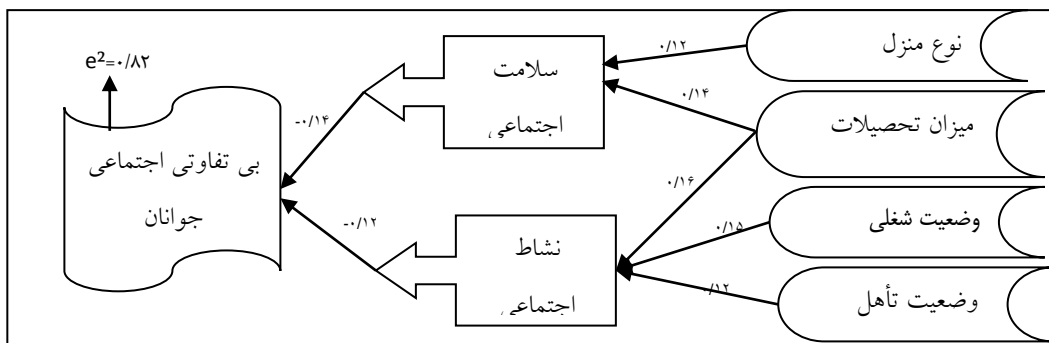 نوع منزل
میزان تحصیلات
وضعیت شغلی
وضعیت تأهل
۰/۱۲
۰/۱۴
۰/۱۶
۰/۱۵
۰/۱۲
سلامت
اجتماعی
نشاط
اجتماعی
-۰/۱۴
-۰/۱۲
e²=۰/۸۲
بی تفاوتی اجتماعی
جوانان